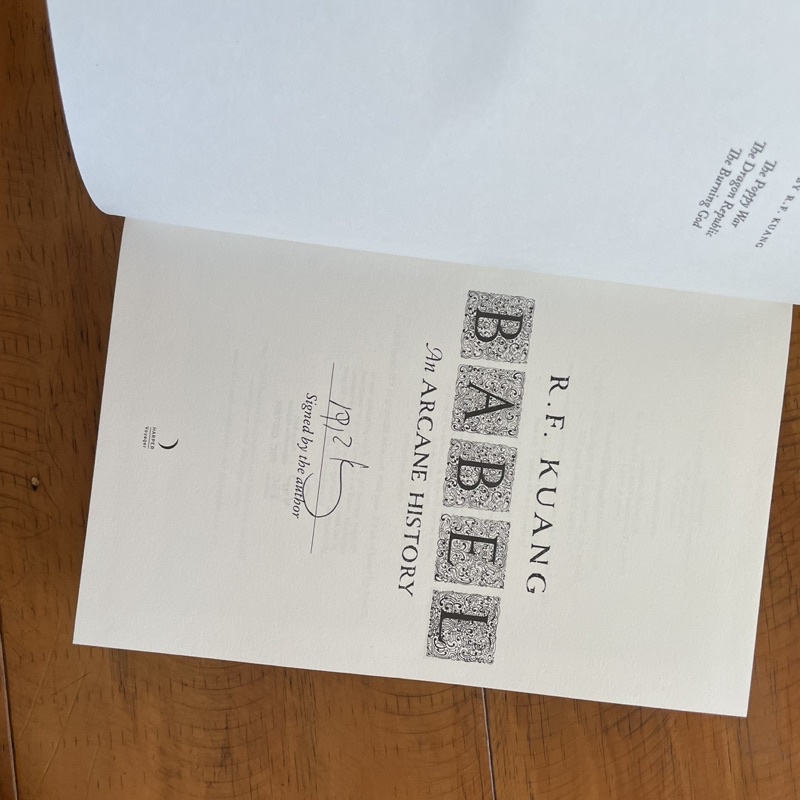 BY R.F. KUANG
The Poppy War
The Dragon Republic
The Burning God
R. F. KUANG
BABEL
An ARCANE HISTORY
Signed by the author
HARPER
Voyager